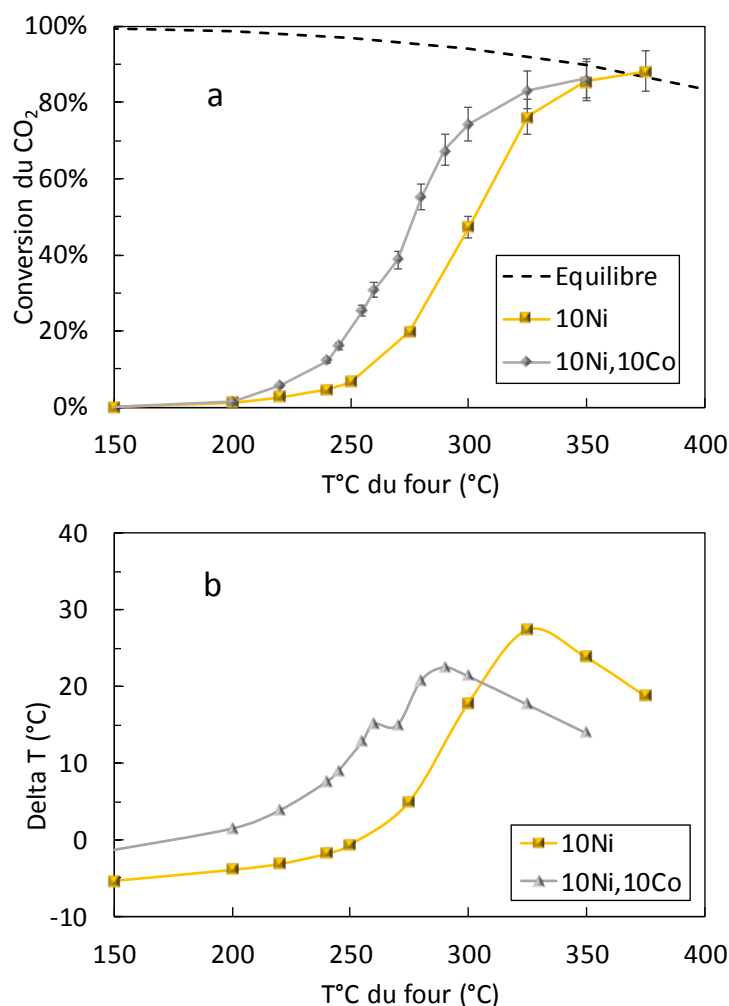 100%
80%
60%
40%
20%
0%
Conversion du CO2
a
Equilibre
10Ni
10Ni,10Co
150 200 250 300 350 400
T°C du four (°C)
40
30
20
10
0
-10
Delta T (°C)
b
10Ni
10Ni,10Co
150 200 250 300 350 400
T°C du four (°C)